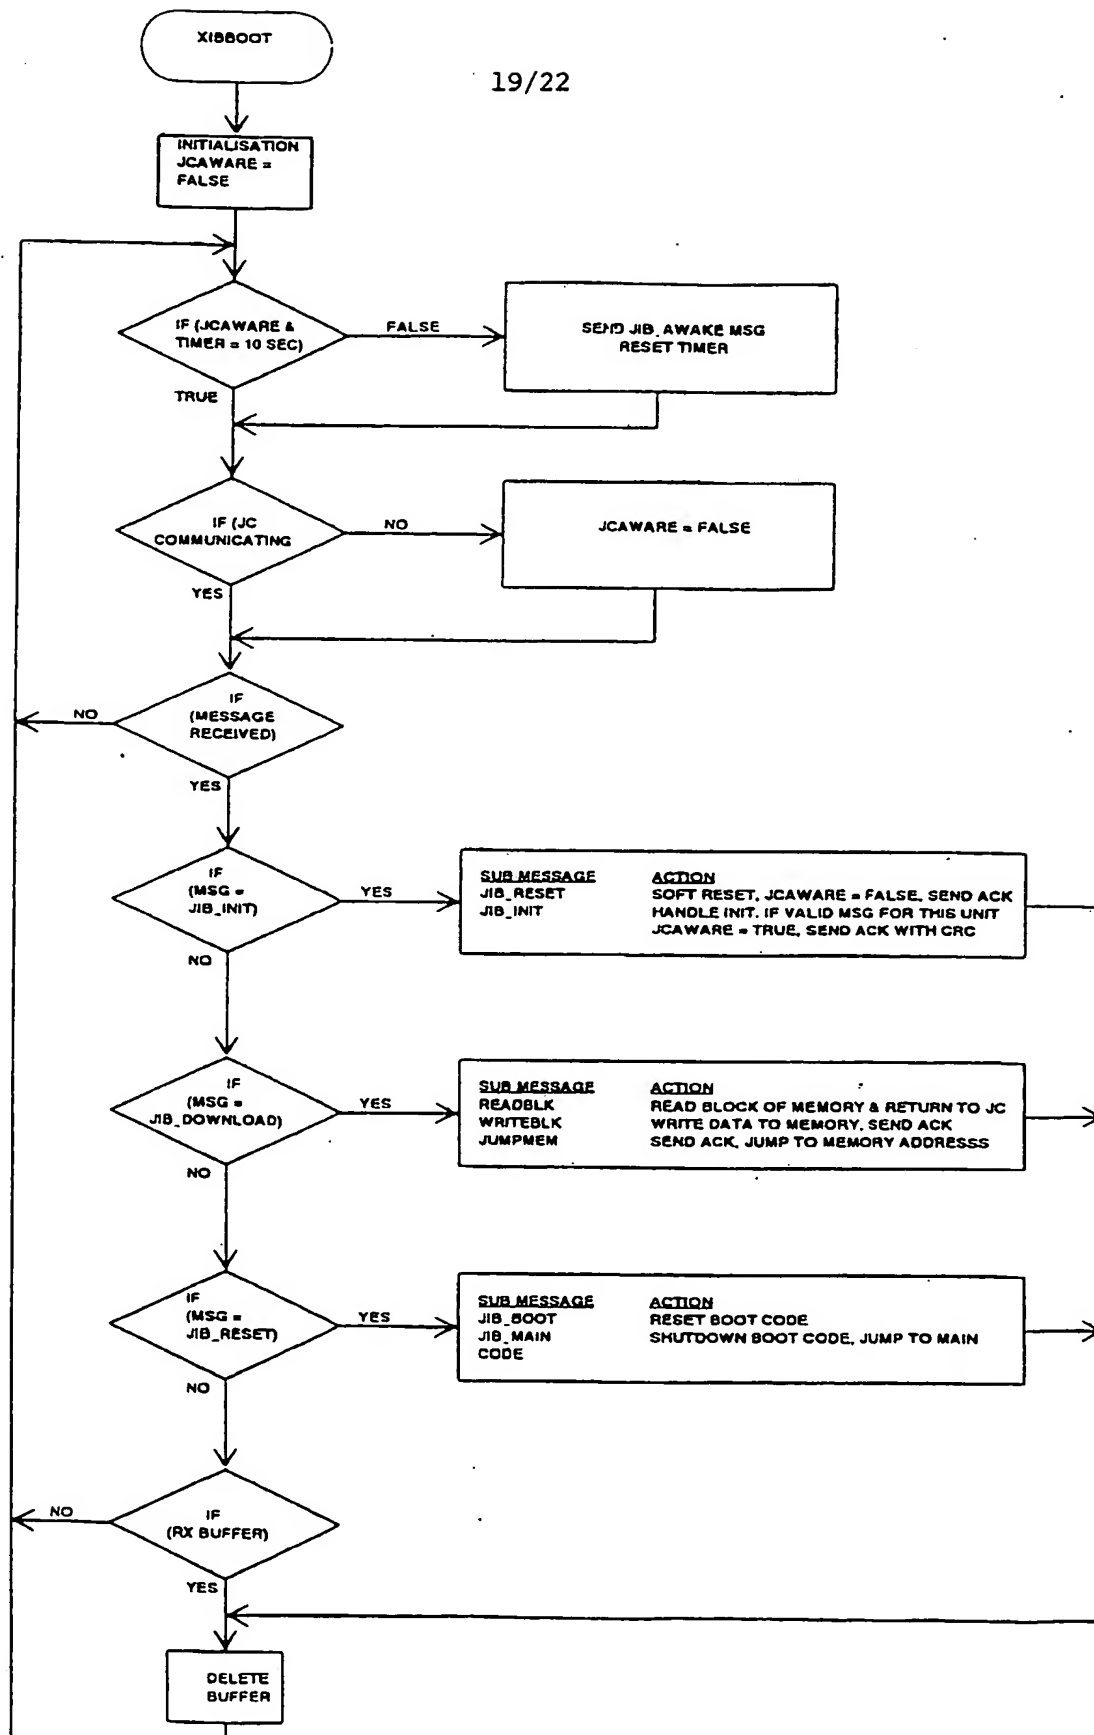 XIBBOOT
19/22
INITIALISATION
JCAWARE =
FALSE
IF (JCAWARE &
TIMER = 10 SEC)
FALSE
SEND JIB_AWAKE MSG
RESET TIMER
TRUE
IF (JC
COMMUNICATING
NO
JCAWARE = FALSE
YES
IF
(MESSAGE
RECEIVED)
NO
YES
IF
(MSG =
JIB_INIT)
YES
SUB MESSAGE ACTION
JIB_RESET SOFT RESET, JCAWARE = FALSE, SEND ACK
JIB_INIT HANDLE INIT. IF VALID MSG FOR THIS UNIT
JCAWARE = TRUE, SEND ACK WITH CRC
NO
IF
(MSG =
JIB_DOWNLOAD)
YES
SUB MESSAGE ACTION
READBLK READ BLOCK OF MEMORY & RETURN TO JC
WRITEBLK WRITE DATA TO MEMORY, SEND ACK
JUMPMEM SEND ACK, JUMP TO MEMORY ADDRESSS
NO
IF
(MSG =
JIB_RESET)
YES
SUB MESSAGE ACTION
JIB_BOOT RESET BOOT CODE
JIB_MAIN SHUTDOWN BOOT CODE, JUMP TO MAIN
CODE
NO
IF
(RX BUFFER)
NO
YES
DELETE
BUFFER